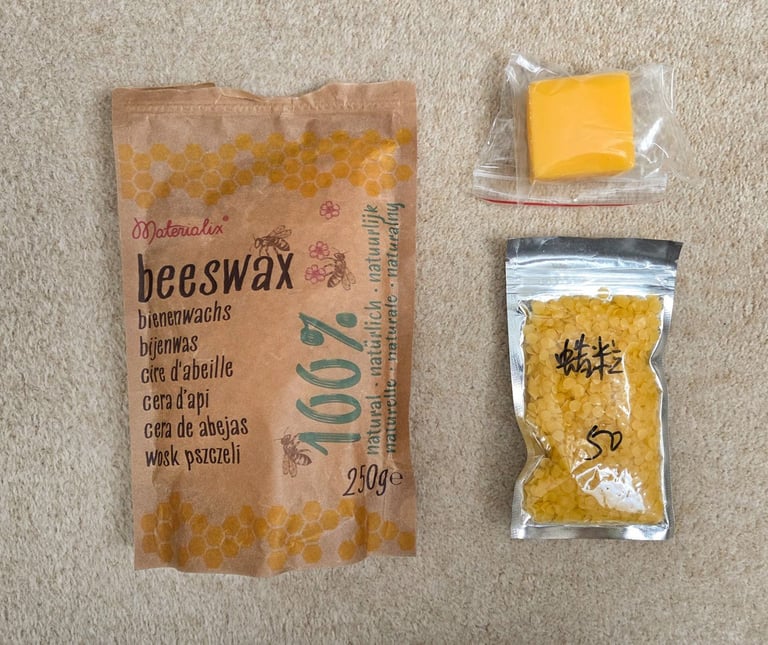 Materialix®
beeswax
bienenwachs
bijenwas
cire d'abeille
cera d'api
cera de abejas
wosk pszczeli
100%
natural · natürlich · natuurlijk
naturelle · naturale · naturalny
250g℮
蜡粒
50